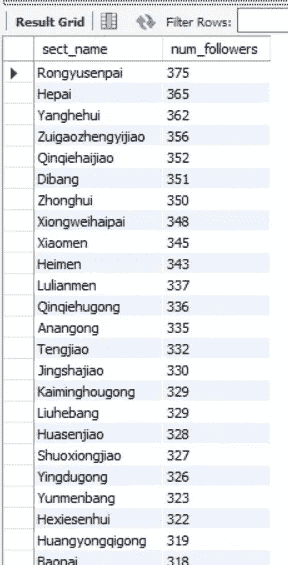 Result Grid Filter Rows:
sect_name num_followers
Rongyusenpai 375
Hepai 365
Yanghehui 362
Zuigaozhengyijiao 356
Qinqiehaijiao 352
Dibang 351
Zhonghui 350
Xiongweihaipai 348
Xiaomen 345
Heimen 343
Lulianmen 337
Qinqiehugong 336
Anangong 335
Tengjiao 332
Jingshajiao 330
Kaiminghougong 329
Liuhebang 329
Huasenjiao 328
Shuoxiongjiao 327
Yingdugong 326
Yunmenbang 323
Hexiesenhui 322
Huangyongqigong 319
Baopai 318